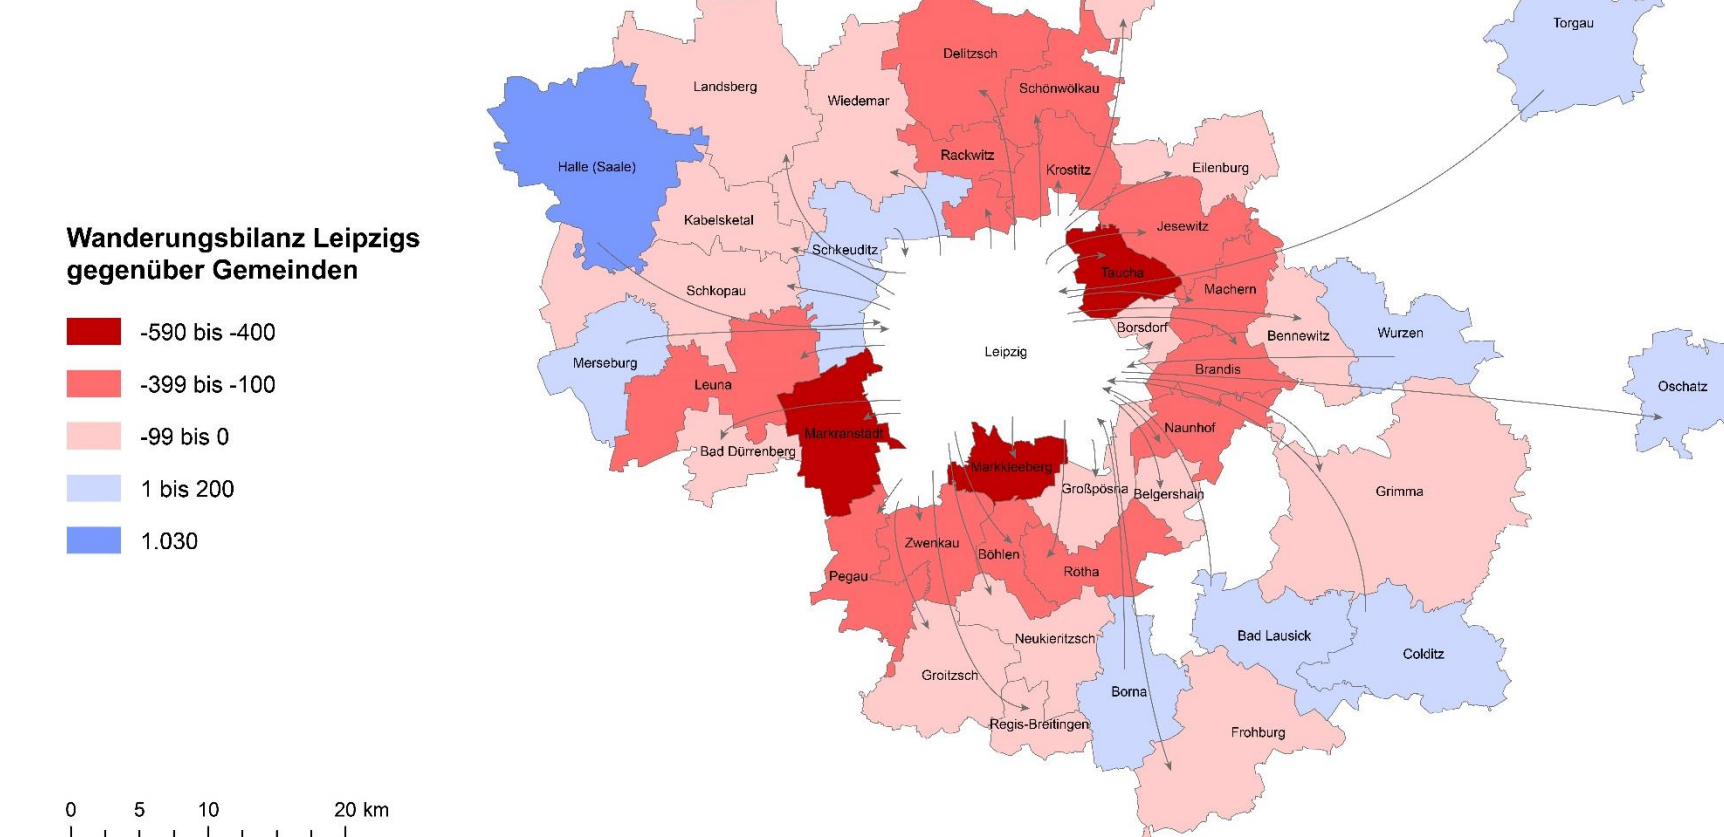 Torgau
Delitzsch
Landsberg
Schönwölkau
Wiedemar
Rackwitz
Halle (Saale)
Krostitz
Eilenburg
Kabelsketal
Jesewitz
Wanderungsbilanz Leipzigs
gegenüber Gemeinden
Schkeuditz
Taucha
Schkopau
Machern
-590 bis -400
Borsdorf
Bennewitz
Wurzen
Leipzig
Merseburg
Brandis
-399 bis -100
Leuna
Oschatz
-99 bis 0
Markranstädt
Naunhof
Bad Dürrenberg
Markkleeberg
1 bis 200
Großpösna
Belgershain
Grimma
1.030
Zwenkau
Böhlen
Pegau
Rötha
Neukieritzsch
Bad Lausick
Colditz
Groitzsch
Borna
Regis-Breitingen
Frohburg
0 5 10 20 km